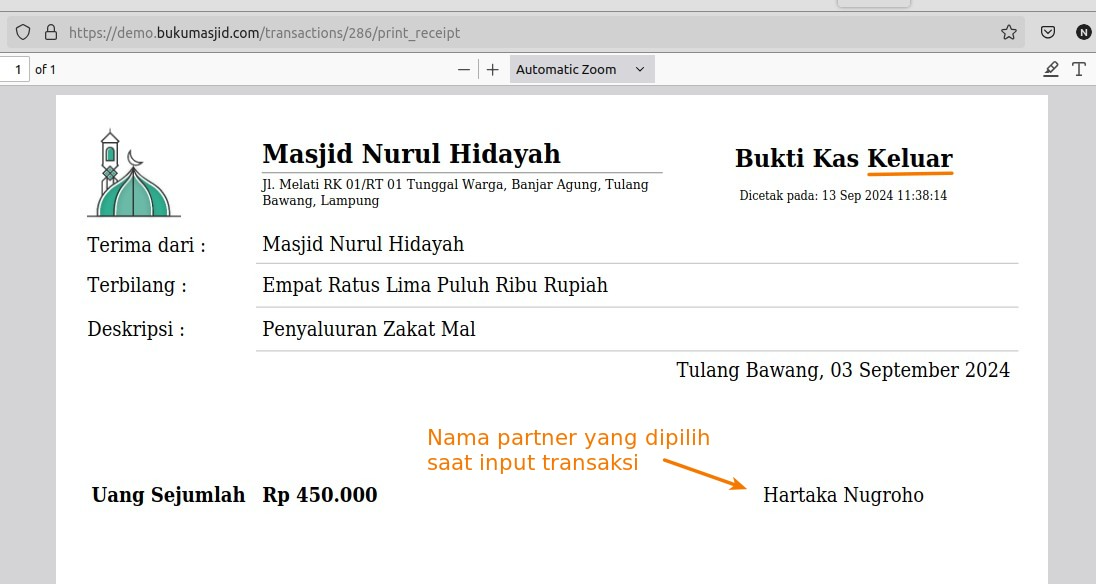 https://demo.bukumasjid.com/transactions/286/print_receipt
N
1 of 1
Automatic Zoom
T
Masjid Nurul Hidayah
Jl. Melati RK 01/RT 01 Tunggal Warga, Banjar Agung, Tulang
Bawang, Lampung
Bukti Kas Keluar
Dicetak pada: 13 Sep 2024 11:38:14
Terima dari : Masjid Nurul Hidayah
Terbilang : Empat Ratus Lima Puluh Ribu Rupiah
Deskripsi : Penyaluuran Zakat Mal
Tulang Bawang, 03 September 2024
Nama partner yang dipilih
saat input transaksi
Uang Sejumlah Rp 450.000
Hartaka Nugroho